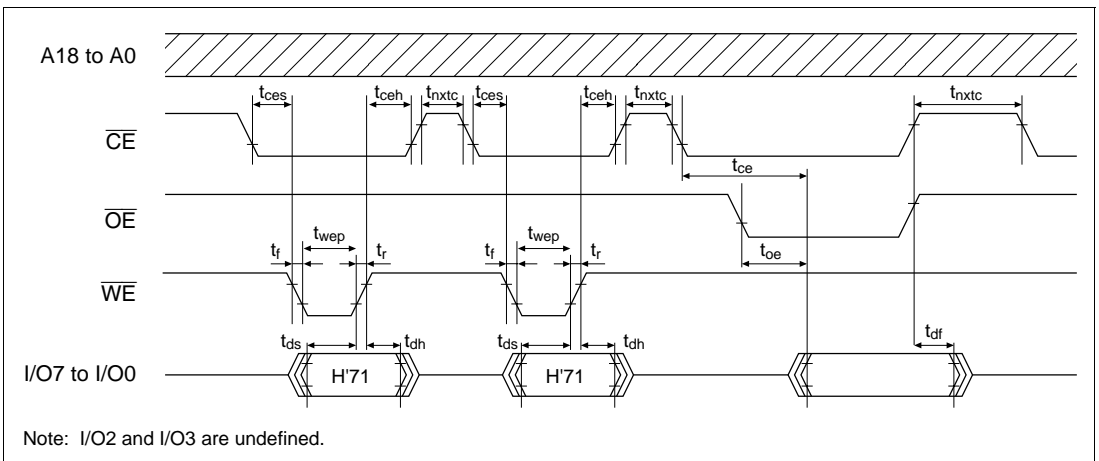 A18 to A0
tces tceh tnxtc tces tceh tnxtc tnxtc
CE
tce
OE
twep twep
tf tr tf tr toe
WE
tds tdh tds tdh tdf
I/O7 to I/O0 H'71 H'71
Note: I/O2 and I/O3 are undefined.